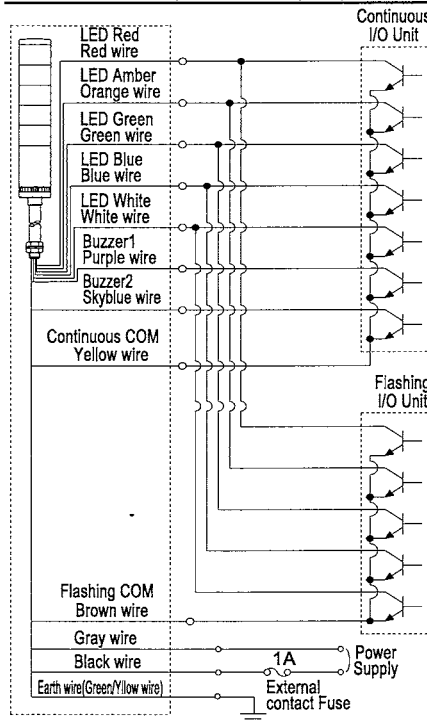 Continuous
I/O Unit
LED Red
Red wire
LED Amber
Orange wire
LED Green
Green wire
LED Blue
Blue wire
LED White
White wire
Buzzer1
Purple wire
Buzzer2
Skyblue wire
Continuous COM
Yellow wire
Flashing
I/O Unit
Flashing COM
Brown wire
Gray wire
Black wire
1A
Power
Supply
Earth wire(Green/Yllow wire)
External
contact Fuse